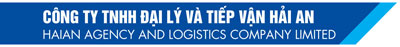 CÔNG TY TNHH ĐẠI LÝ VÀ TIẾP VẬN HẢI AN
HAIAN AGENCY AND LOGISTICS COMPANY LIMITED